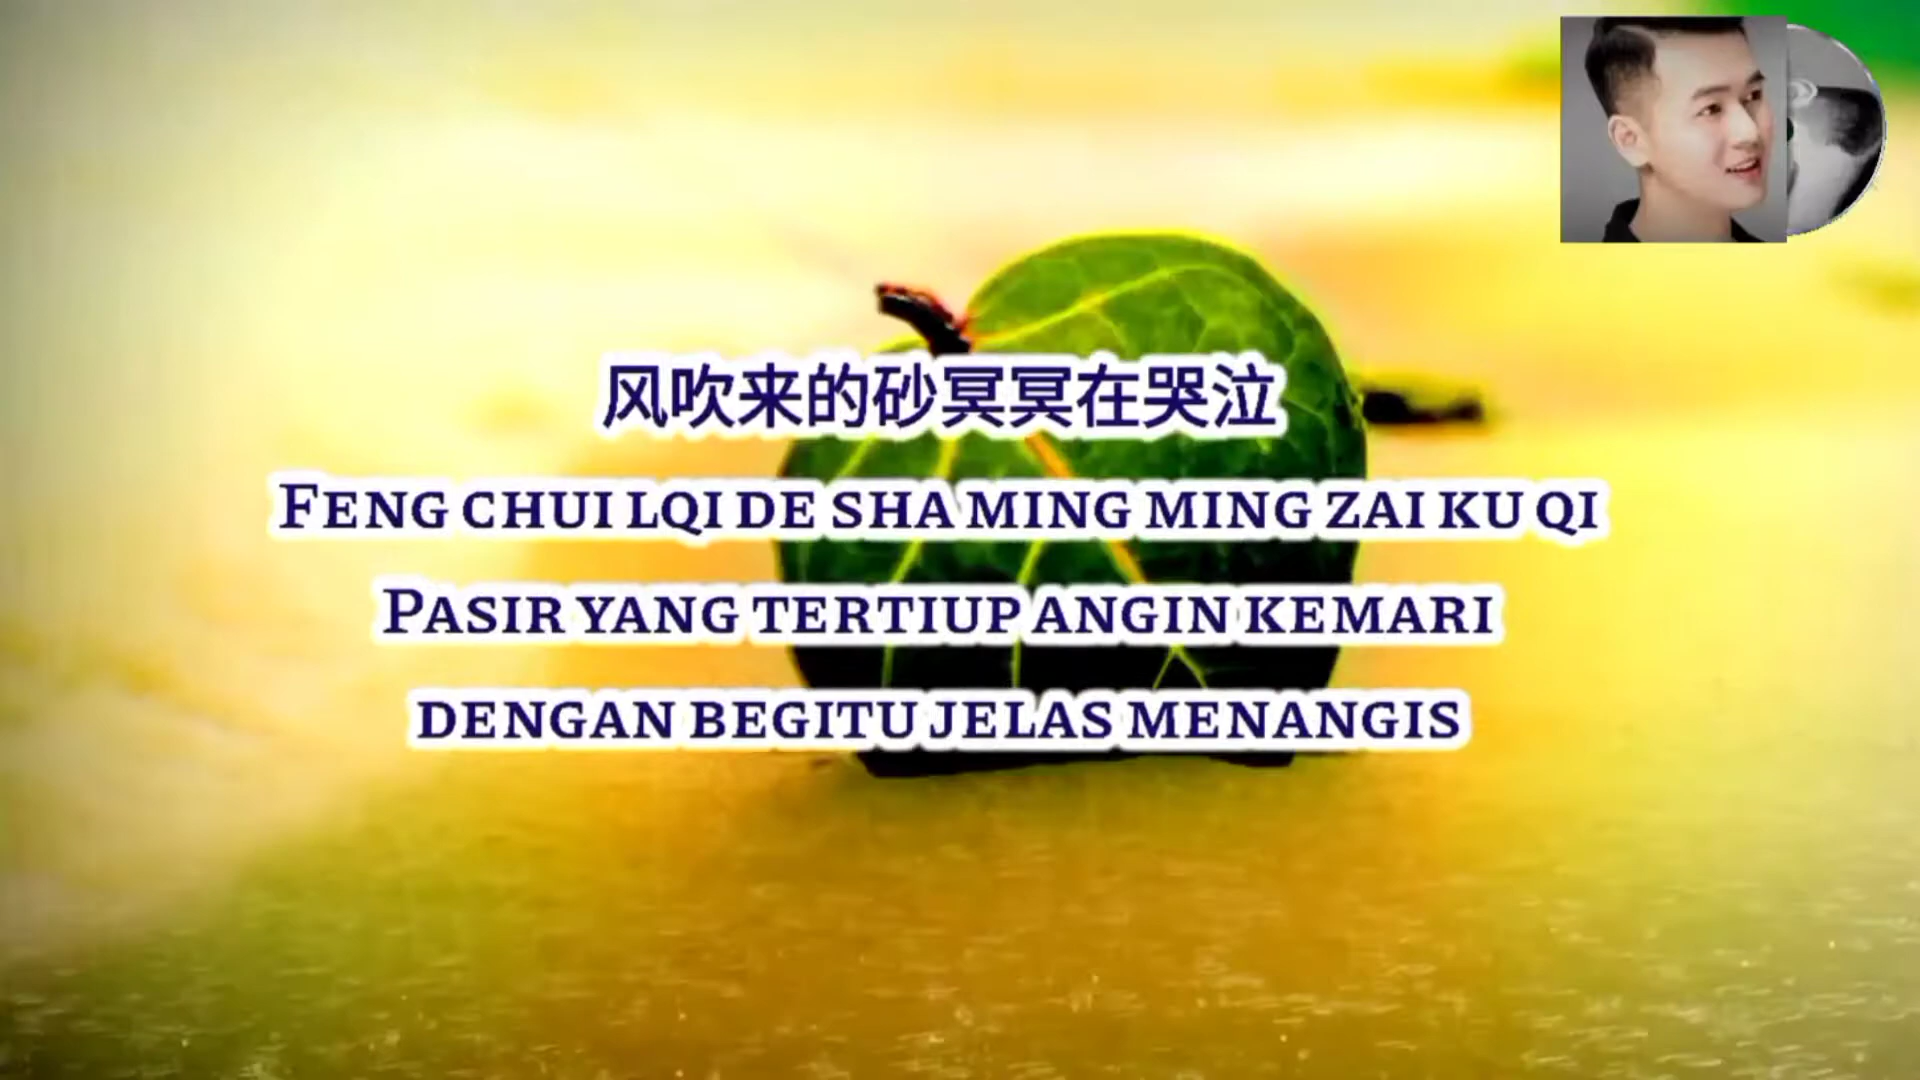 风吹来的砂冥冥在哭泣
Feng chui lqi de sha ming ming zai ku qi
Pasir yang tertiup angin kemari
dengan begitu jelas menangis